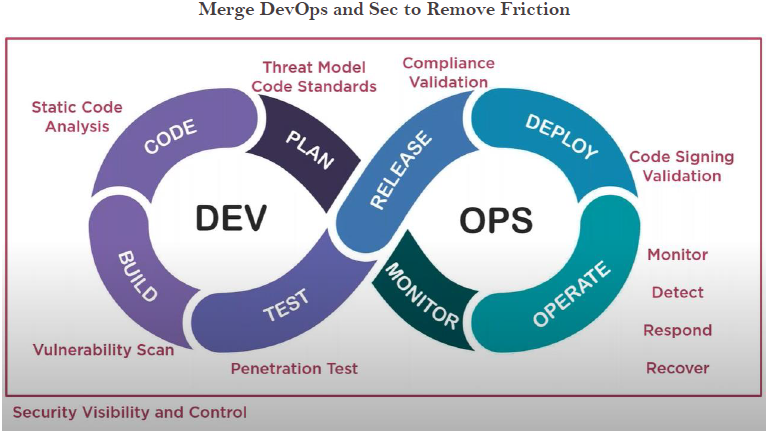 Merge DevOps and Sec to Remove Friction
Threat Model
Code Standards
Compliance
Validation
Static Code
Analysis
CODE
PLAN
RELEASE
DEPLOY
Code Signing
Validation
DEV
OPS
BUILD
TEST
MONITOR
OPERATE
Monitor
Detect
Respond
Recover
Vulnerability Scan
Penetration Test
Security Visibility and Control